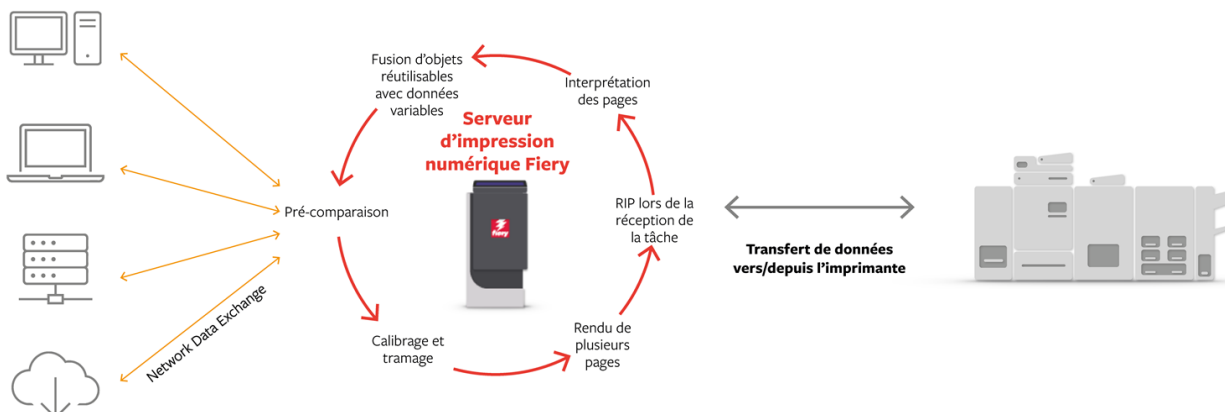 Fusion d'objets
réutilisables
avec données
variables
Interprétation
des pages
Serveur
d'impression
numérique Fiery
Pré-comparaison
fiery
RIP lors de la
réception de
la tâche
Transfert de données
vers/depuis l'imprimante
Network Data Exchange
Calibrage et
tramage
Rendu de
plusieurs
pages